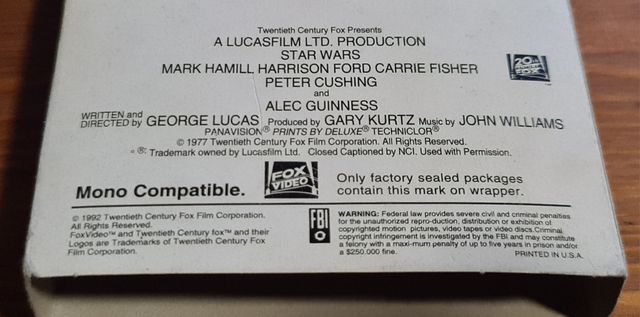 Twentieth Century Fox Presents
A LUCASFILM LTD. PRODUCTION
STAR WARS
MARK HAMILL HARRISON FORD CARRIE FISHER
PETER CUSHING
and
ALEC GUINNESS
WRITTEN and DIRECTED by GEORGE LUCAS Produced by GARY KURTZ Music by JOHN WILLIAMS
PANAVISION® PRINTS BY DELUXE® TECHNICLOR®
© 1977 Twentieth Century Fox Film Corporation. All Rights Reserved.
®: Trademark owned by Lucasfilm Ltd. Closed Captioned by NCI. Used with Permission.
20th CENTURY FOX
Mono Compatible.
FOX
VIDEO
Only factory sealed packages
contain this mark on wrapper.
© 1992 Twentieth Century Fox Film Corporation.
All Rights Reserved.
FoxVideo™ and Twentieth Century fox™ and their
Logos are Trademarks of Twentieth Century Fox
Film Corporation.
FBI
WARNING: Federal law provides severe civil and criminal penalties
for the unauthorized repro-duction, distribution or exhibition of
copyrighted motion pictures, video tapes or video discs.Criminal
copyright infringement is investigated by the FBI and may constitute
a felony with a maxi-mum penalty of up to five years in prison and/or
a $250.000 fine.
PRINTED IN U.S.A.